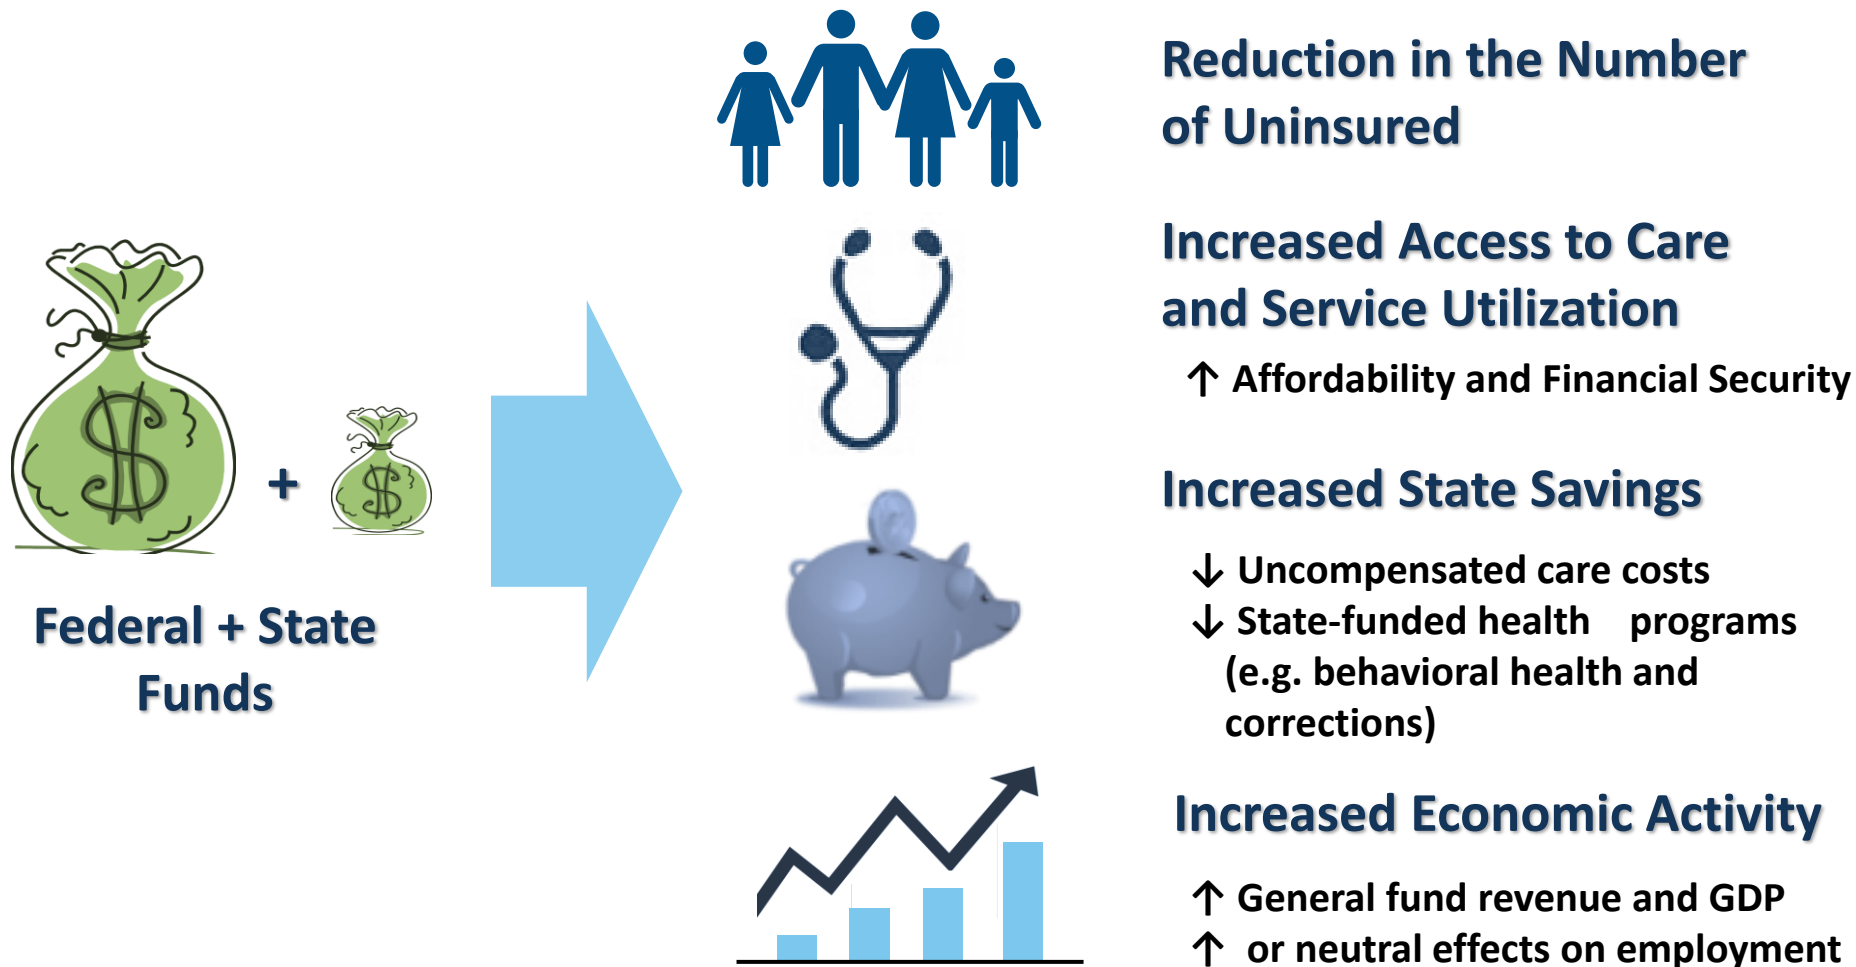 Reduction in the Number
of Uninsured
Increased Access to Care
and Service Utilization
↑ Affordability and Financial Security
$
+
$
Federal + State
Funds
Increased State Savings
↓ Uncompensated care costs
↓ State-funded health programs
(e.g. behavioral health and
corrections)
Increased Economic Activity
↑ General fund revenue and GDP
↑ or neutral effects on employment